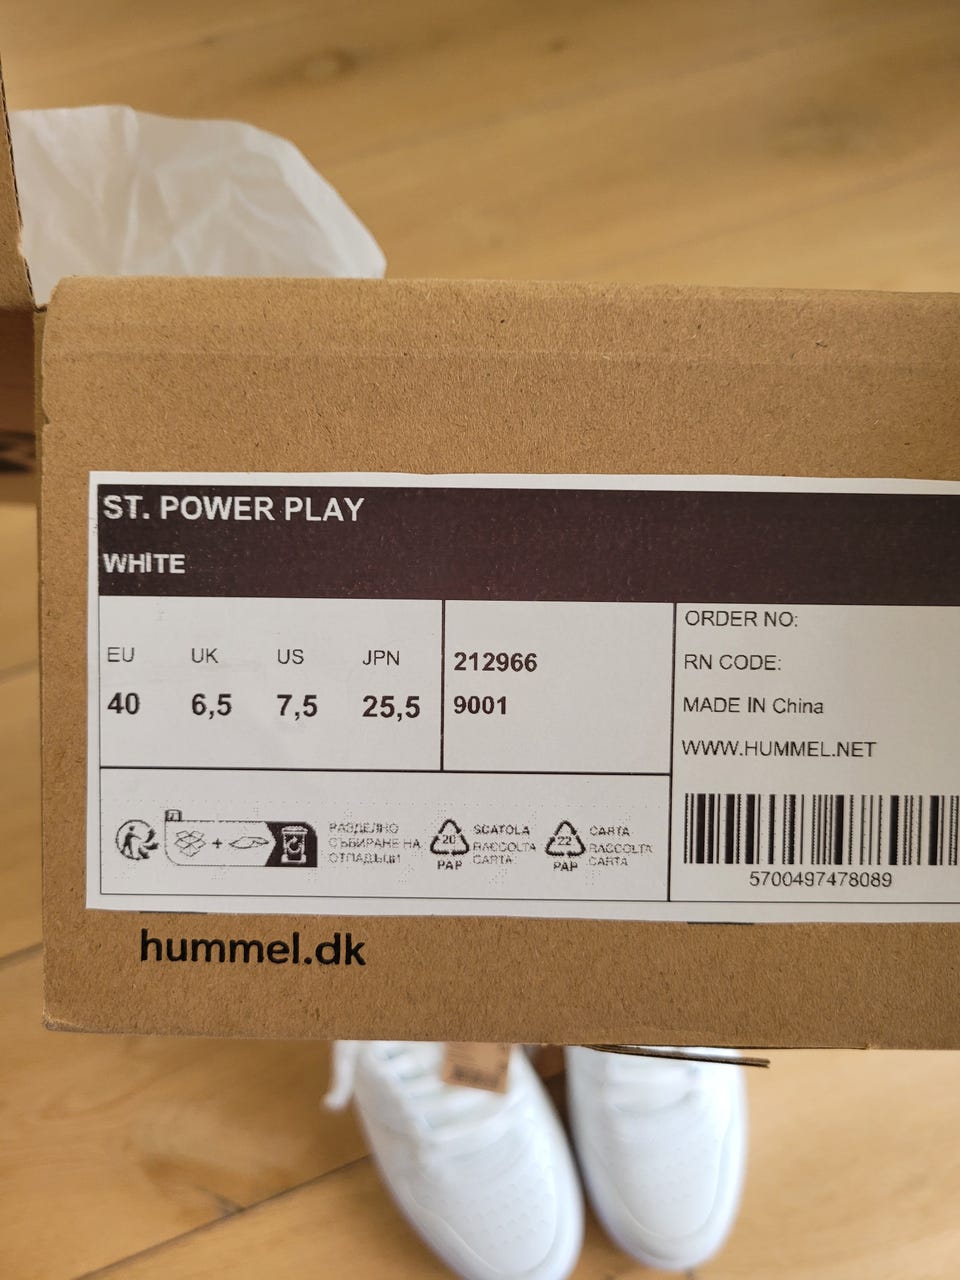 ST. POWER PLAY
WHITE
EU UK US JPN
40 6,5 7,5 25,5
212966
9001
ORDER NO:
RN CODE:
MADE IN China
WWW.HUMMEL.NET
РАЗДЕЛНО
СЪБИРАНЕ НА
ОТПАДЪЦИ
20
PAP
SCATOLA
RACCOLTA
CARTA
22
PAP
CARTA
RACCOLTA
CARTA
5700497478089
hummel.dk